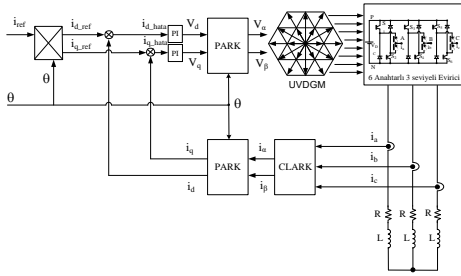 i_ref
i_d_ref
i_q_ref
i_d_hata
i_q_hata
PI
PI
V_d
V_q
PARK
V_α
V_β
UVDGM
P
N
A
B
C
6 Anahtarlı 3 seviyeli Evirici
θ
θ
θ
i_q
i_d
PARK
i_α
i_β
CLARK
i_a
i_b
i_c
R
R
R
L
L
L